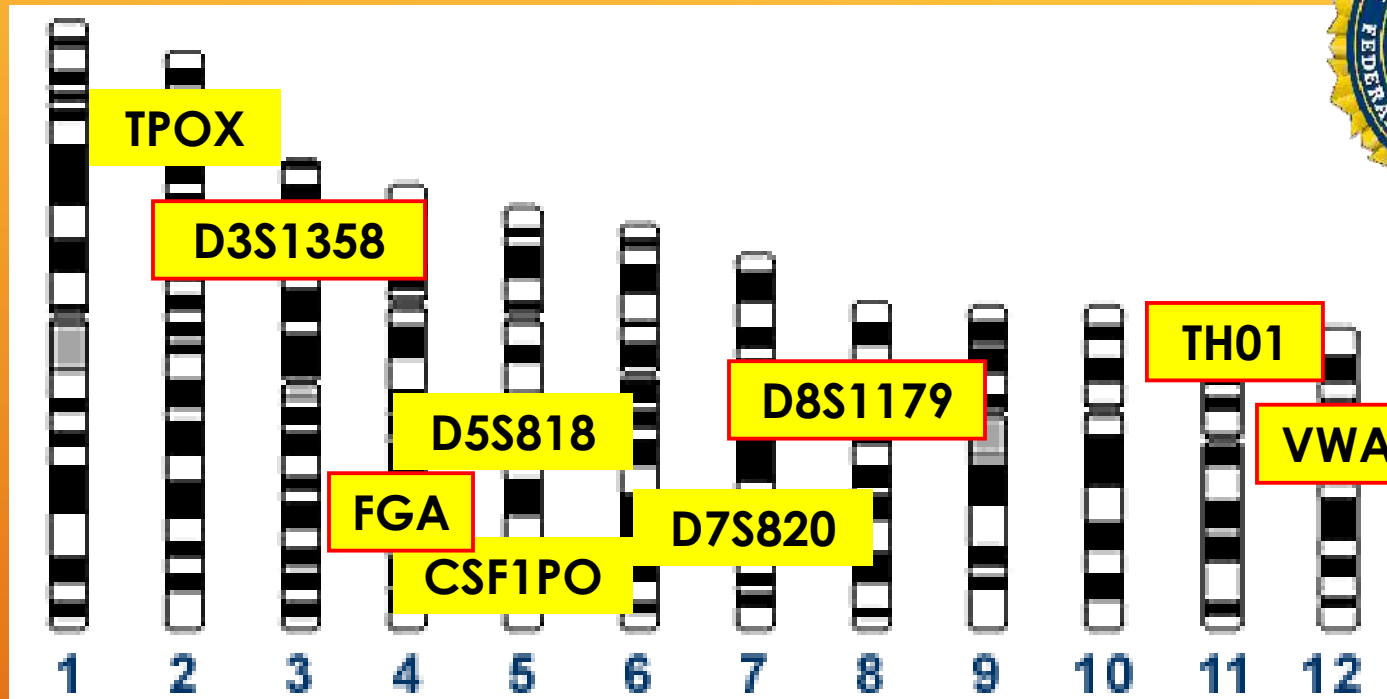 FEDERA
TPOX
D3S1358
TH01
D8S1179
D5S818
VWA
FGA
D7S820
CSF1PO
1 2 3 4 5 6 7 8 9 10 11 12